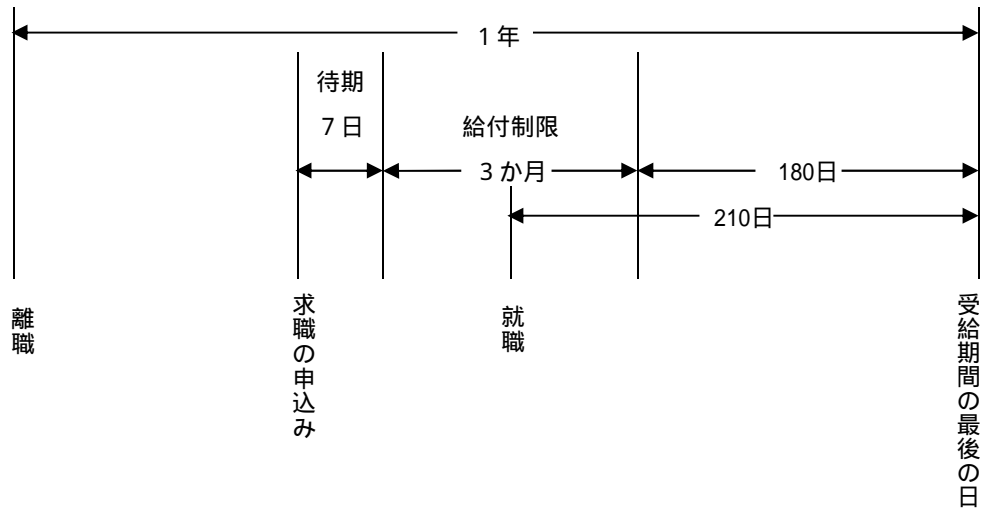 1年
待期
7日
給付制限
3か月
180日
210日
離職
求職の申込み
就職
受給期間の最後の日